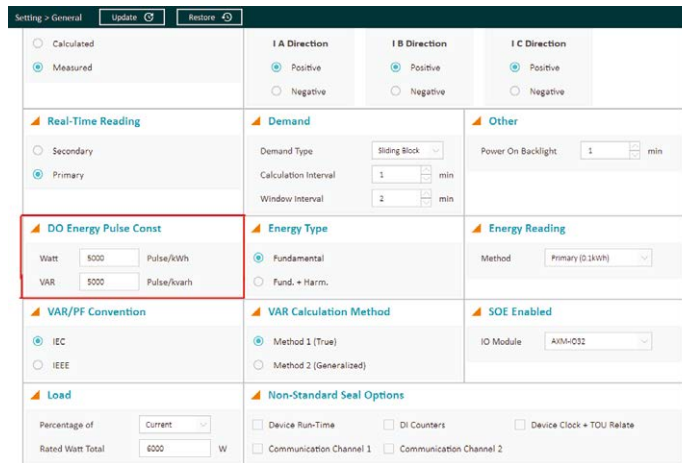 Setting > General Update Restore
Calculated
Measured
I A Direction I B Direction I C Direction
Positive Positive Positive
Negative Negative Negative
Real-Time Reading
Secondary
Primary
Demand
Demand Type Sliding Block
Calculation Interval 1 min
Window Interval 2 min
Other
Power On Backlight 1 min
DO Energy Pulse Const
Watt 5000 Pulse/kWh
VAR 5000 Pulse/kvarh
Energy Type
Fundamental
Fund. + Harm.
Energy Reading
Method Primary (0.1kWh)
VAR/PF Convention
IEC
IEEE
VAR Calculation Method
Method 1 (True)
Method 2 (Generalized)
SOE Enabled
IO Module AXM-IO32
Load
Percentage of Current
Rated Watt Total 6000 W
Non-Standard Seal Options
Device Run-Time DI Counters Device Clock + TOU Relate
Communication Channel 1 Communication Channel 2